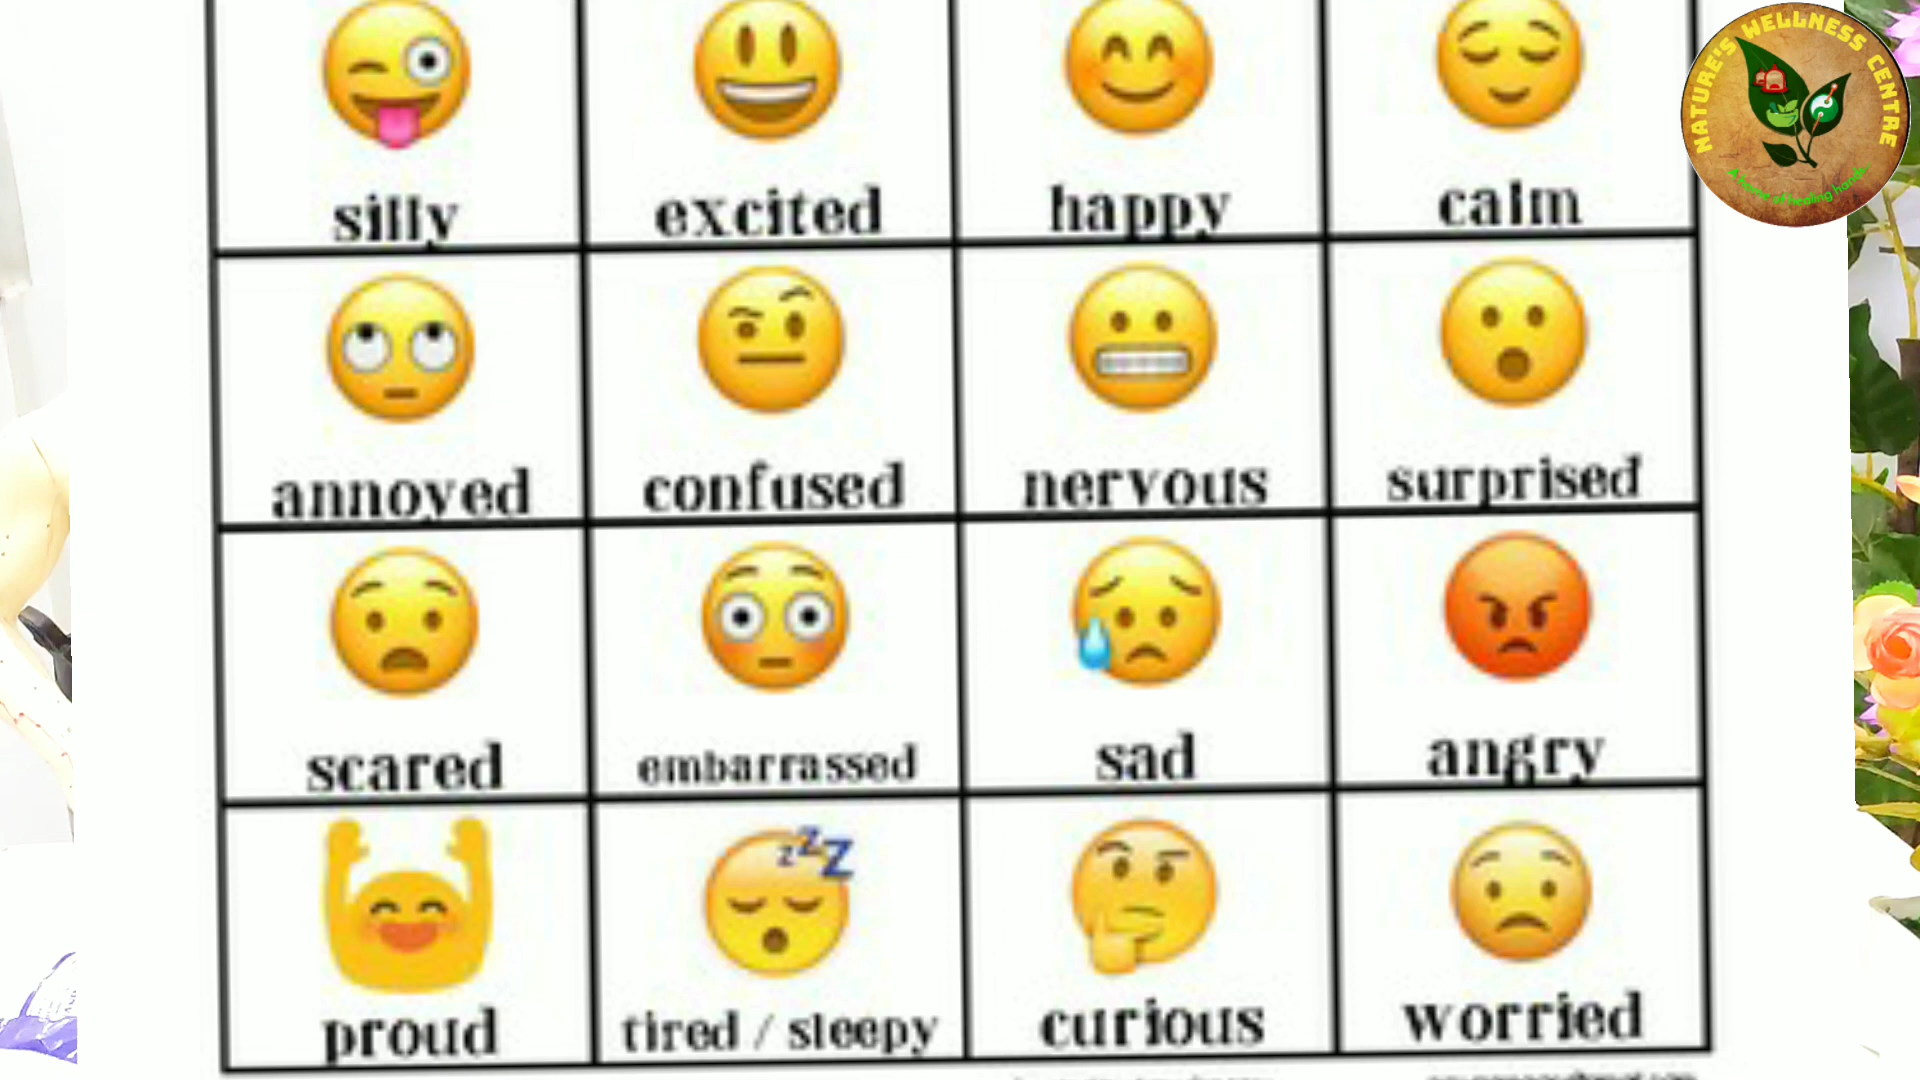 NATURE'S WELLNESS CENTRE
silly excited happy calm
annoyed confused nervous surprised
scared embarrassed sad angry
zzZ
proud tired / sleepy curious worried